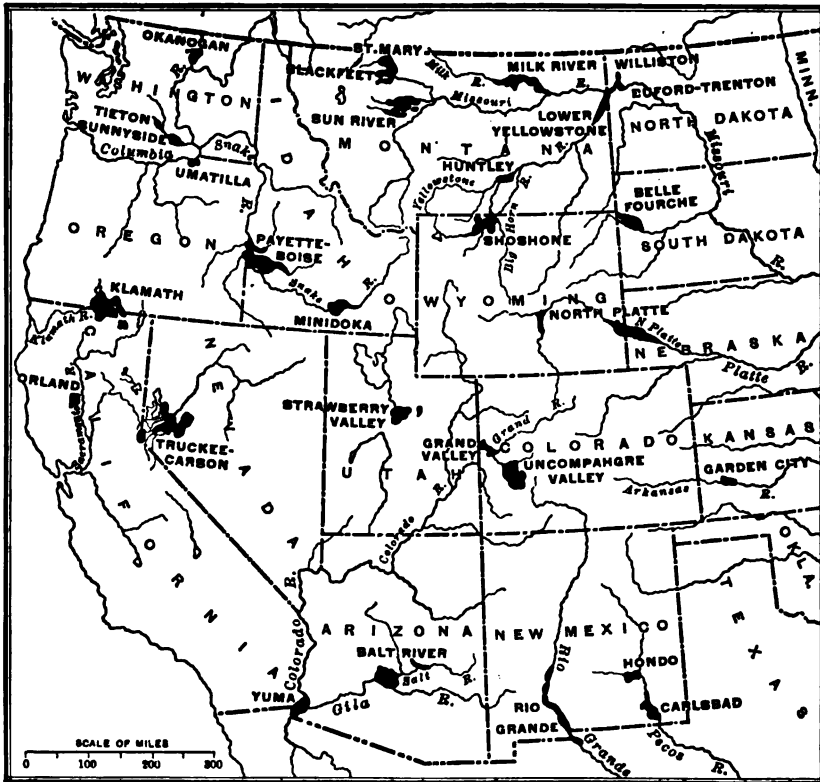 OKANOGAN
ST. MARY
MILK RIVER
WILLISTON
BLACKFEET
Milk R.
BUFORD-TRENTON
MINN.
WASHINGTON
IDAHO
SUN RIVER
Missouri
LOWER
YELLOWSTONE
NORTH DAKOTA
TIETON
SUNNYSIDE
Columbia
Snake
R.
UMATILLA
MONTANA
HUNTLEY
R.
Yellowstone
R.
Missouri
BELLE
FOURCHE
OREGON
PAYETTE-
BOISE
SHOSHONE
Big Horn
SOUTH DAKOTA
R.
KLAMATH
Klamath R.
Snake
R.
MINIDOKA
WYOMING
NORTH PLATTE
N. Platte
NEBRASKA
Platte
R.
ORLAND
Sacramento
R.
CALIFORNIA
NEVADA
TRUCKEE-
CARSON
STRAWBERRY
VALLEY
UTAH
GRAND
VALLEY
Grand
R.
COLORADO
UNCOMPAHGRE
VALLEY
KANSAS
GARDEN CITY
Arkansas
R.
Colorado
R.
OKLA.
TEXAS
Colorado
R.
ARIZONA
NEW MEXICO
SALT RIVER
Salt
R.
YUMA
Gila
R.
Rio
HONDO
RIO
GRANDE
Grande
CARLSBAD
Pecos
R.
SCALE OF MILES
0 50 100 200 300